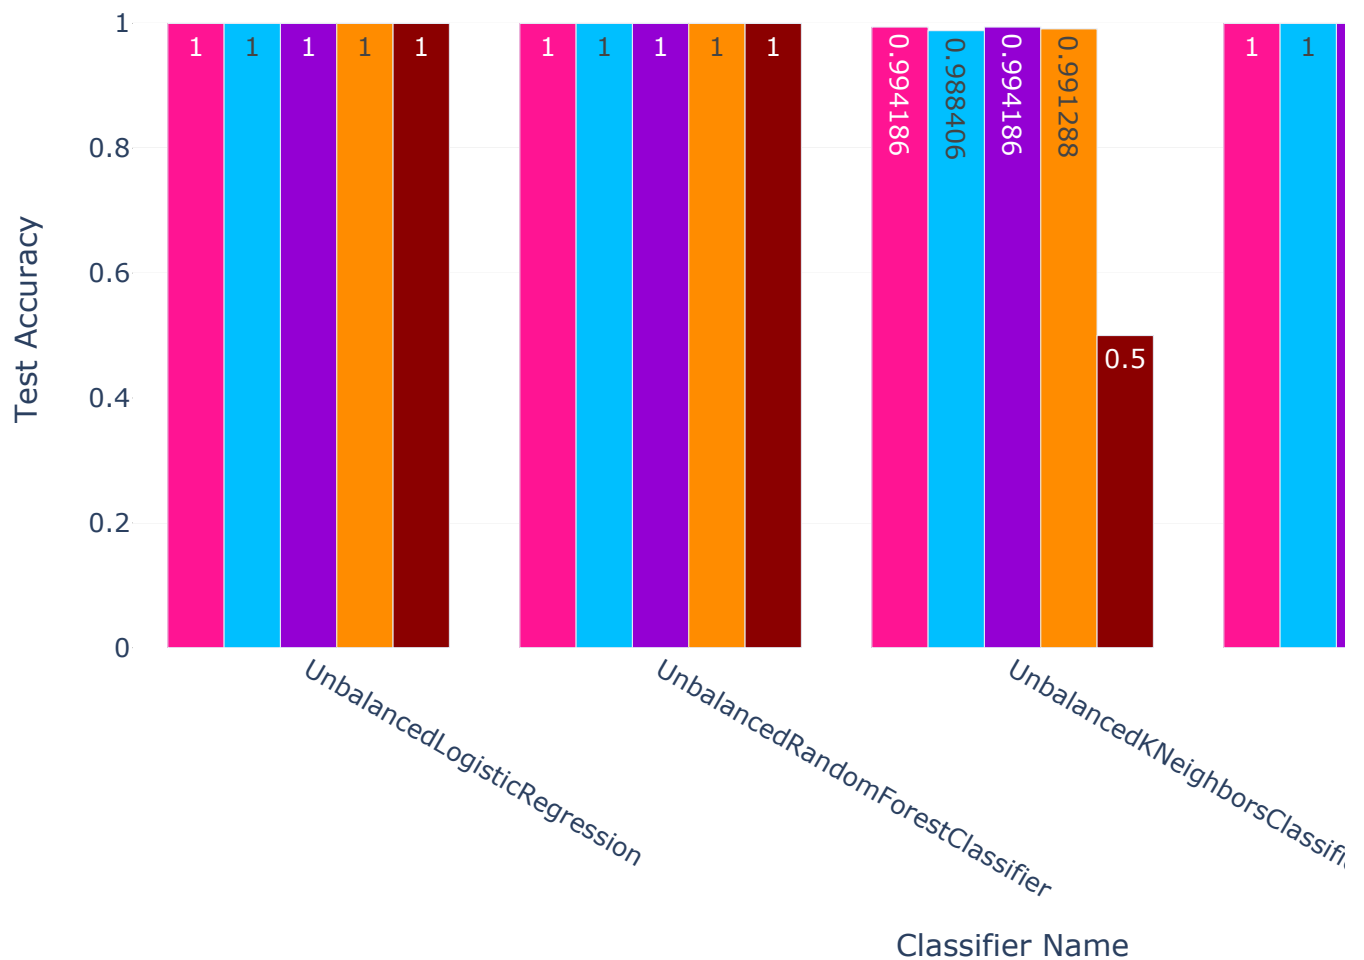 Test Accuracy
1
0.8
0.6
0.4
0.2
0
1 1 1 1 1
1 1 1 1 1
0.994186 0.988406 0.994186 0.991288 0.5
1 1
UnbalancedLogisticRegression
UnbalancedRandomForestClassifier
UnbalancedKNeighborsClassifie
Classifier Name